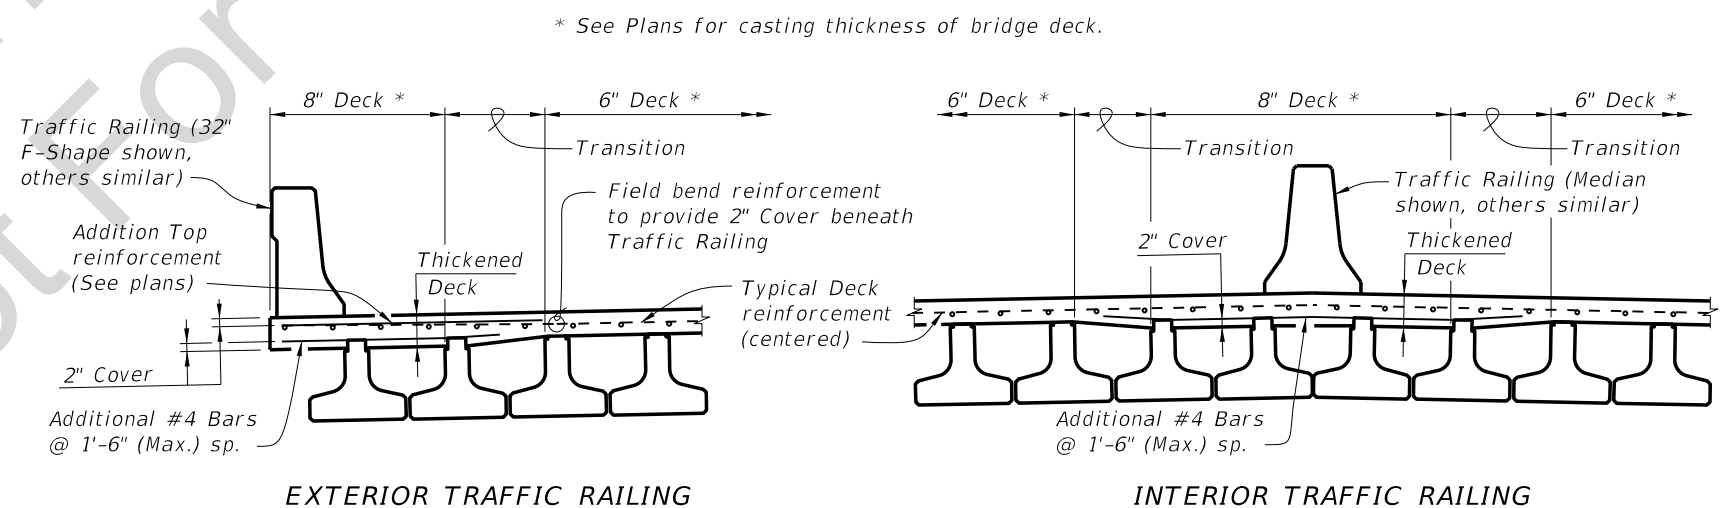 * See Plans for casting thickness of bridge deck.
8" Deck *
6" Deck *
Traffic Railing (32"
F-Shape shown,
others similar)
Transition
Field bend reinforcement
to provide 2" Cover beneath
Traffic Railing
Addition Top
reinforcement
(See plans)
Thickened
Deck
Typical Deck
reinforcement
(centered)
2" Cover
Additional #4 Bars
@ 1'-6" (Max.) sp.
EXTERIOR TRAFFIC RAILING
6" Deck *
8" Deck *
6" Deck *
Transition
Transition
Traffic Railing (Median
shown, others similar)
2" Cover
Thickened
Deck
Additional #4 Bars
@ 1'-6" (Max.) sp.
INTERIOR TRAFFIC RAILING
For